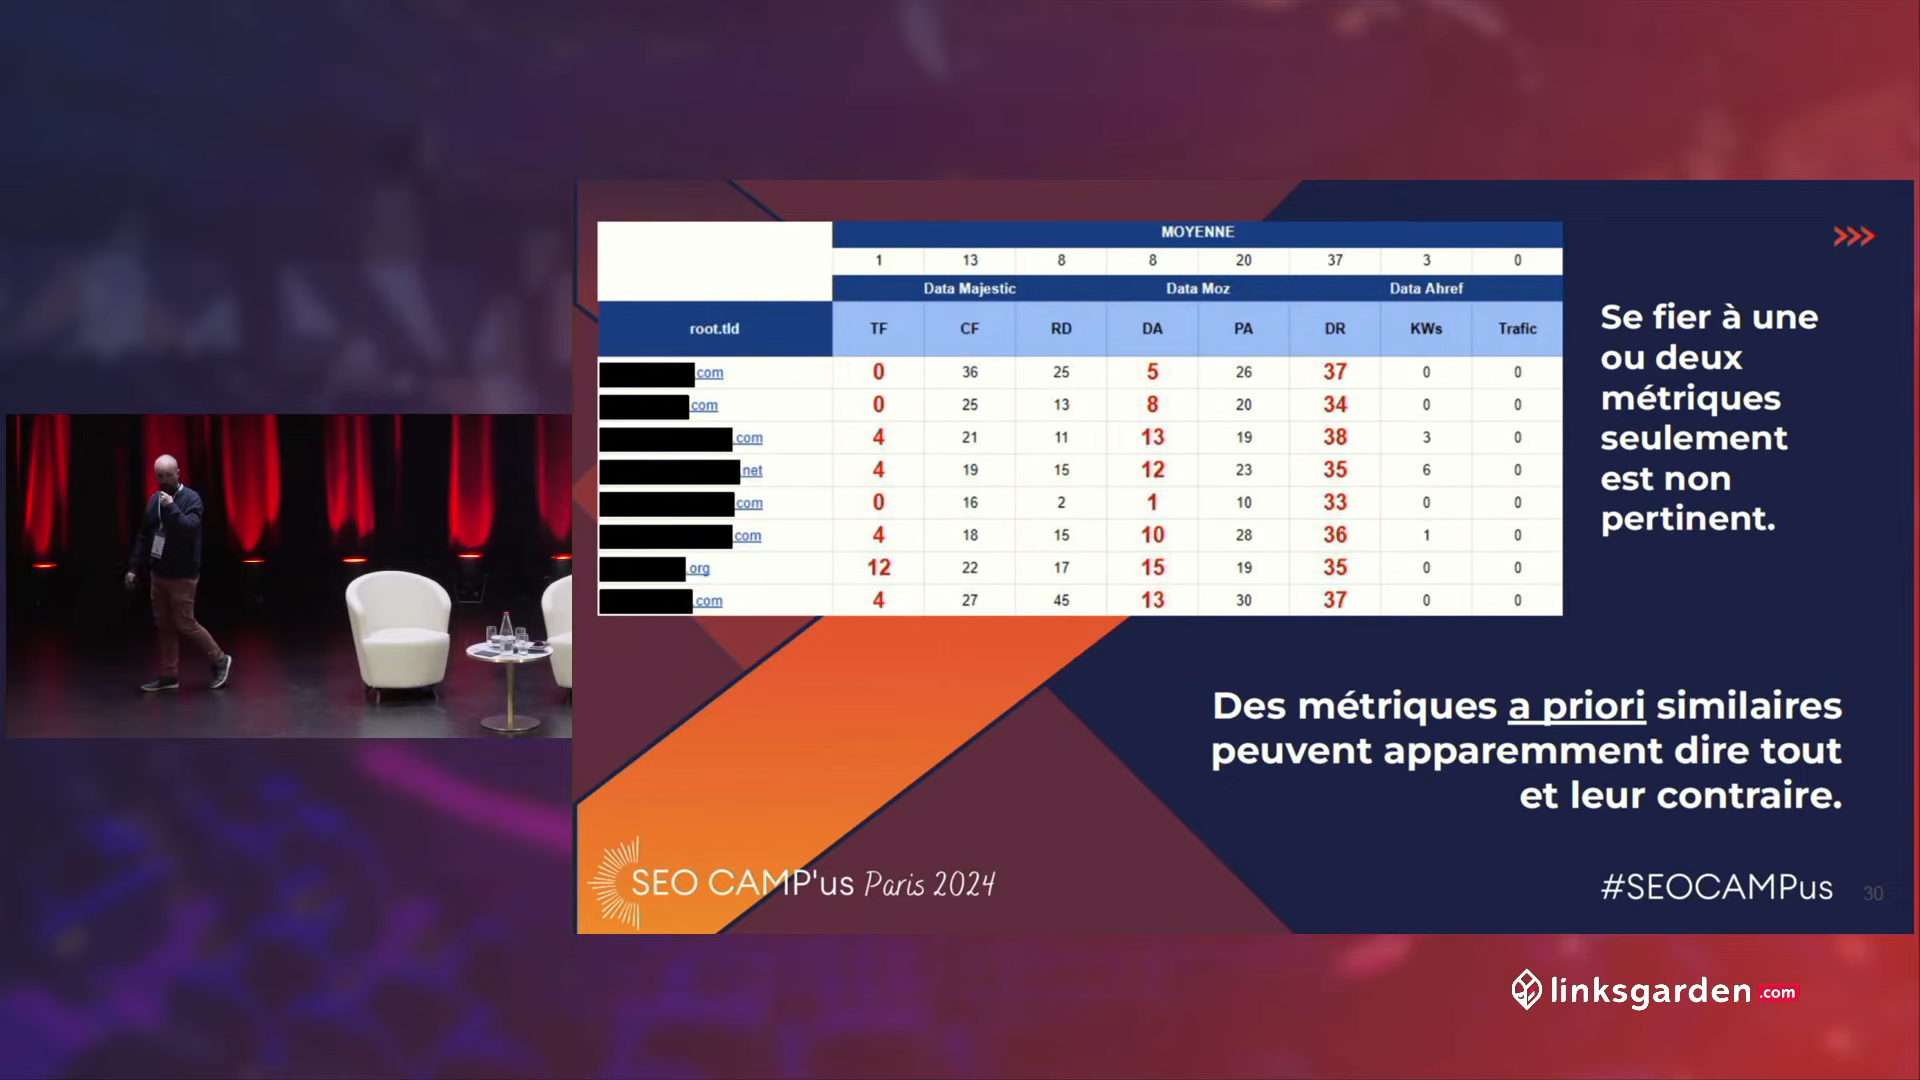 MOYENNE
1 13 8 8 20 37 3 0
Data Majestic Data Moz Data Ahref
root.tld TF CF RD DA PA DR KWs Trafic
.com 0 36 25 5 26 37 0 0
.com 0 25 13 8 20 34 0 0
.com 4 21 11 13 19 38 3 0
.net 4 19 15 12 23 35 6 0
.com 0 16 2 1 10 33 0 0
.com 4 18 15 10 28 36 1 0
.org 12 22 17 15 19 35 0 0
.com 4 27 45 13 30 37 0 0
>>>
Se fier à une
ou deux
métriques
seulement
est non
pertinent.
Des métriques a priori similaires
peuvent apparemment dire tout
et leur contraire.
SEO CAMP'us Paris 2024
#SEOCAMPus
30
linksgarden .com